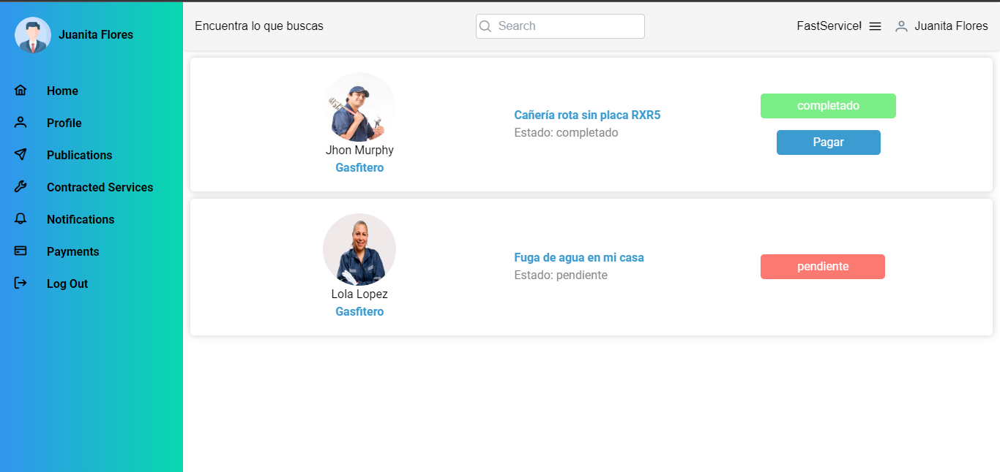 Juanita Flores
Home
Profile
Publications
Contracted Services
Notifications
Payments
Log Out
Encuentra lo que buscas
Search
FastService!
Juanita Flores
Jhon Murphy
Gasfitero
Cañería rota sin placa RXR5
Estado: completado
completado
Pagar
Lola Lopez
Gasfitero
Fuga de agua en mi casa
Estado: pendiente
pendiente